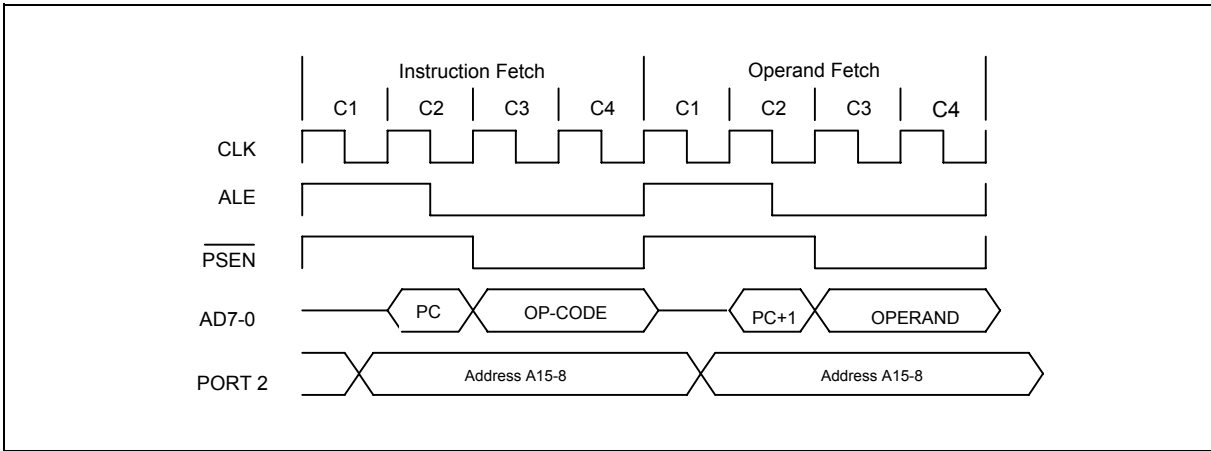 Instruction Fetch Operand Fetch
C1 C2 C3 C4 C1 C2 C3 C4
CLK
ALE
PSEN
AD7-0 PC OP-CODE PC+1 OPERAND
PORT 2 Address A15-8 Address A15-8